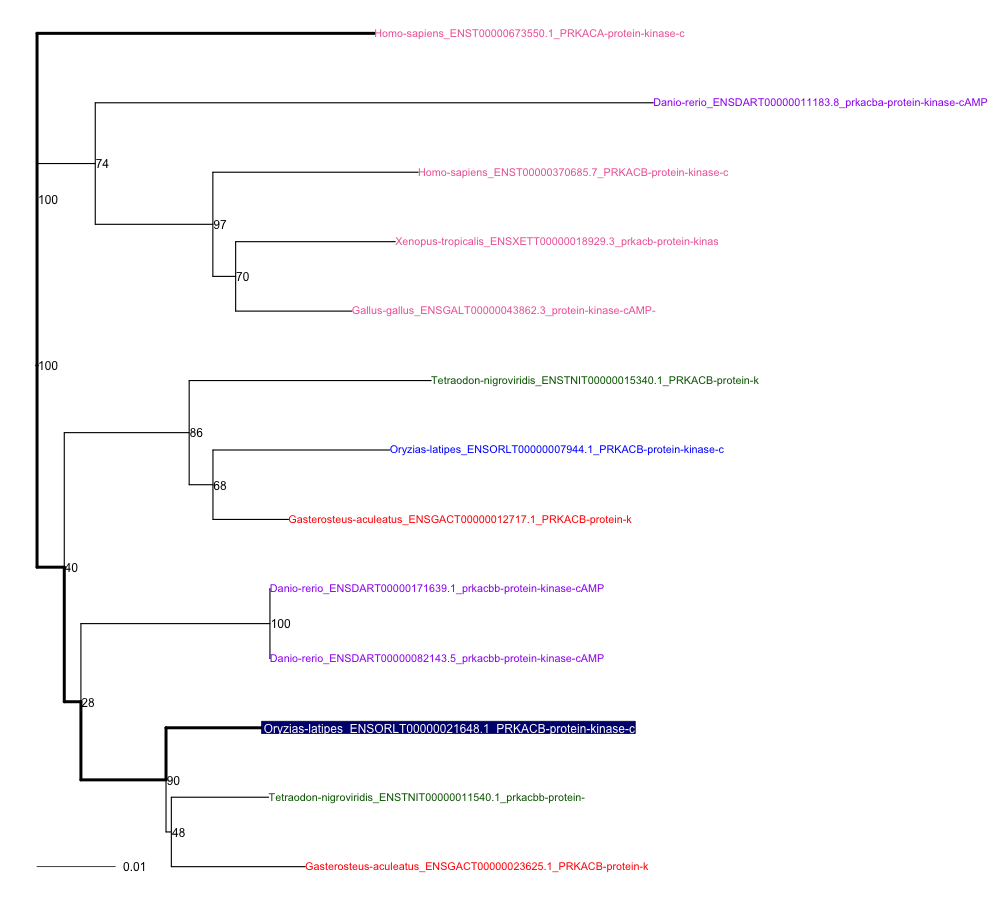 Homo-sapiens_ENST00000673550.1_PRKACA-protein-kinase-c
Danio-rerio_ENSDART00000011183.8_prkacba-protein-kinase-cAMP
74
Homo-sapiens_ENST00000370685.7_PRKACB-protein-kinase-c
100
97
Xenopus-tropicalis_ENSXETT00000018929.3_prkacb-protein-kinas
70
Gallus-gallus_ENSGALT00000043862.3_protein-kinase-cAMP-
100
Tetraodon-nigroviridis_ENSTNIT00000015340.1_PRKACB-protein-k
86
Oryzias-latipes_ENSORLT00000007944.1_PRKACB-protein-kinase-c
68
Gasterosteus-aculeatus_ENSGACT00000012717.1_PRKACB-protein-k
40
Danio-rerio_ENSDART00000171639.1_prkacbb-protein-kinase-cAMP
100
Danio-rerio_ENSDART00000082143.5_prkacbb-protein-kinase-cAMP
28
Oryzias-latipes_ENSORLT00000021648.1_PRKACB-protein-kinase-c
90
Tetraodon-nigroviridis_ENSTNIT00000011540.1_prkacbb-protein-
48
Gasterosteus-aculeatus_ENSGACT00000023625.1_PRKACB-protein-k
0.01